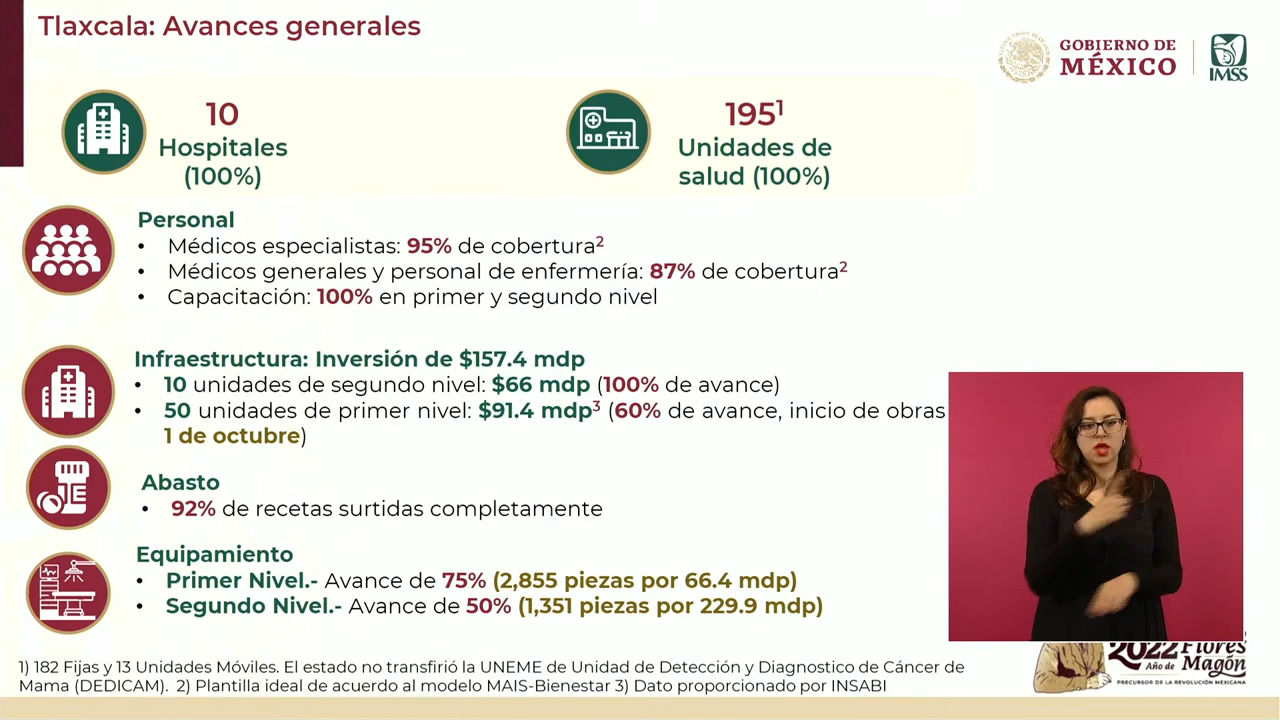 Tlaxcala: Avances generales
GOBIERNO DE
MÉXICO
IMSS
10
Hospitales
(100%)
195¹
Unidades de
salud (100%)
Personal
• Médicos especialistas: 95% de cobertura²
• Médicos generales y personal de enfermería: 87% de cobertura²
• Capacitación: 100% en primer y segundo nivel
Infraestructura: Inversión de $157.4 mdp
• 10 unidades de segundo nivel: $66 mdp (100% de avance)
• 50 unidades de primer nivel: $91.4 mdp³ (60% de avance, inicio de obras
1 de octubre)
Abasto
• 92% de recetas surtidas completamente
Equipamiento
• Primer Nivel.- Avance de 75% (2,855 piezas por 66.4 mdp)
• Segundo Nivel.- Avance de 50% (1,351 piezas por 229.9 mdp)
1) 182 Fijas y 13 Unidades Móviles. El estado no transfirió la UNEME de Unidad de Detección y Diagnostico de Cáncer de
Mama (DEDICAM). 2) Plantilla ideal de acuerdo al modelo MAIS-Bienestar 3) Dato proporcionado por INSABI
2022 Flores
Año de Magón
PRECURSOR DE LA REVOLUCIÓN MEXICANA